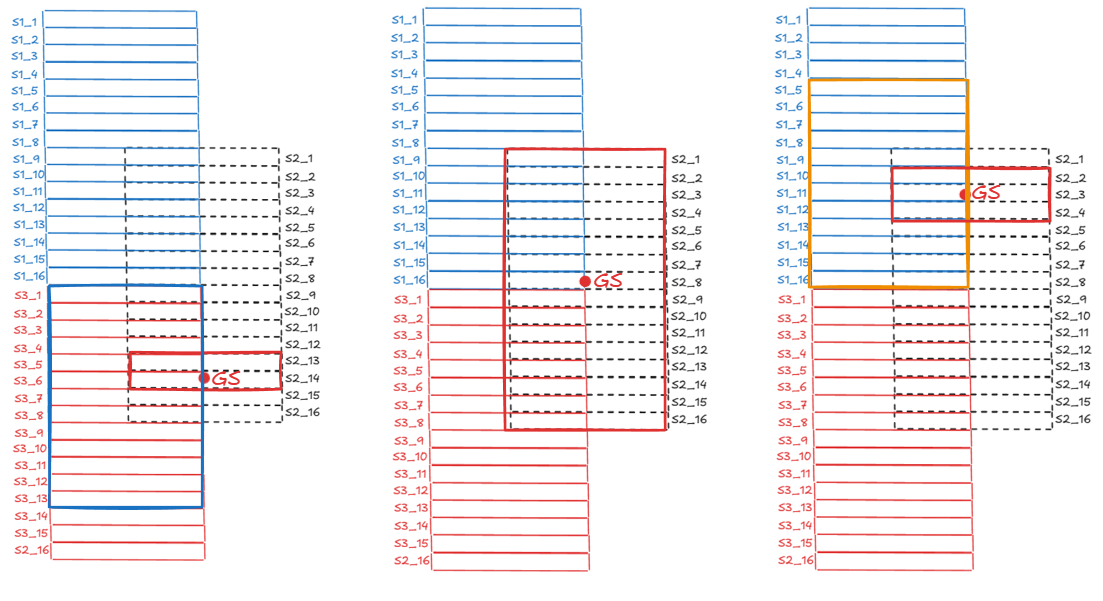 S1_1
S1_2
S1_3
S1_4
S1_5
S1_6
S1_7
S1_8
S1_9
S1_10
S1_11
S1_12
S1_13
S1_14
S1_15
S1_16
S3_1
S3_2
S3_3
S3_4
S3_5
S3_6
S3_7
S3_8
S3_9
S3_10
S3_11
S3_12
S3_13
S3_14
S3_15
S2_16
S2_1
S2_2
S2_3
S2_4
S2_5
S2_6
S2_7
S2_8
S2_9
S2_10
S2_11
S2_12
S2_13
S2_14
S2_15
S2_16
GS
S1_1
S1_2
S1_3
S1_4
S1_5
S1_6
S1_7
S1_8
S1_9
S1_10
S1_11
S1_12
S1_13
S1_14
S1_15
S1_16
S3_1
S3_2
S3_3
S3_4
S3_5
S3_6
S3_7
S3_8
S3_9
S3_10
S3_11
S3_12
S3_13
S3_14
S3_15
S2_16
S2_1
S2_2
S2_3
S2_4
S2_5
S2_6
S2_7
S2_8
S2_9
S2_10
S2_11
S2_12
S2_13
S2_14
S2_15
S2_16
GS
S1_1
S1_2
S1_3
S1_4
S1_5
S1_6
S1_7
S1_8
S1_9
S1_10
S1_11
S1_12
S1_13
S1_14
S1_15
S1_16
S3_1
S3_2
S3_3
S3_4
S3_5
S3_6
S3_7
S3_8
S3_9
S3_10
S3_11
S3_12
S3_13
S3_14
S3_15
S2_16
S2_1
S2_2
S2_3
S2_4
S2_5
S2_6
S2_7
S2_8
S2_9
S2_10
S2_11
S2_12
S2_13
S2_14
S2_15
S2_16
GS